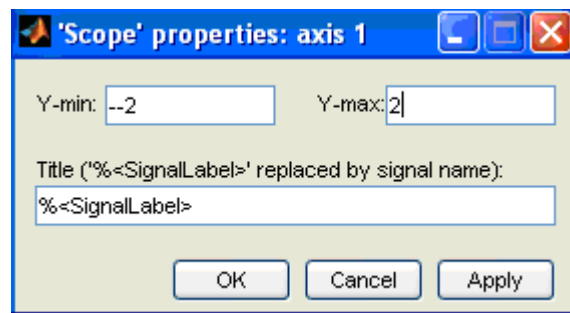 'Scope' properties: axis 1
Y-min: --2 Y-max: 2
Title ('%<SignalLabel>' replaced by signal name):
%<SignalLabel>
OK Cancel Apply